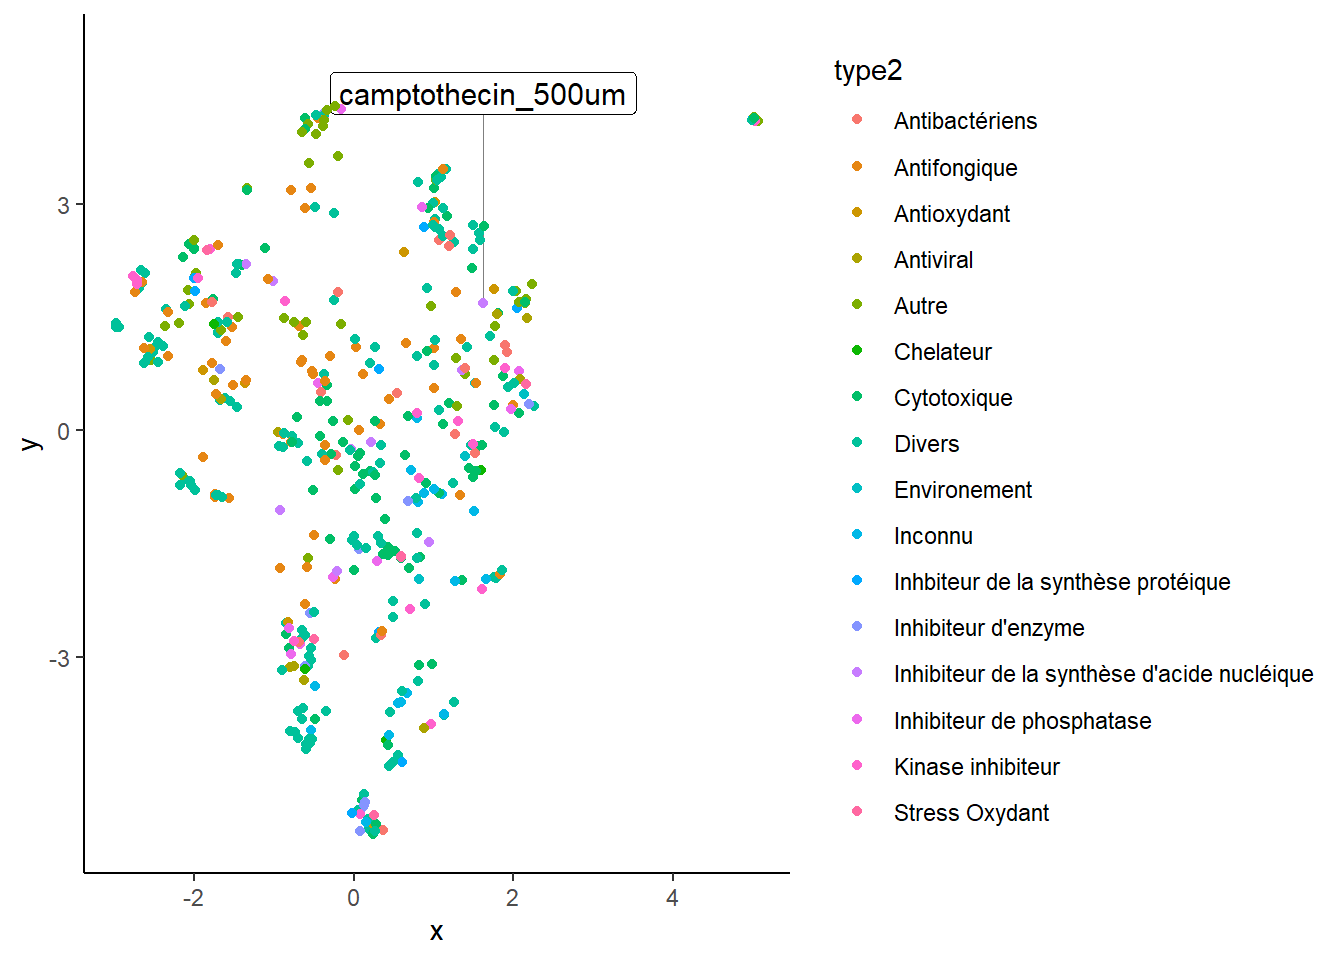 camptothecin_500um
3
0
-3
y
-2
0
2
4
x
type2
Antibactériens
Antifongique
Antioxydant
Antiviral
Autre
Chelateur
Cytotoxique
Divers
Environement
Inconnu
Inhbiteur de la synthèse protéique
Inhibiteur d'enzyme
Inhibiteur de la synthèse d'acide nucléique
Inhibiteur de phosphatase
Kinase inhibiteur
Stress Oxydant